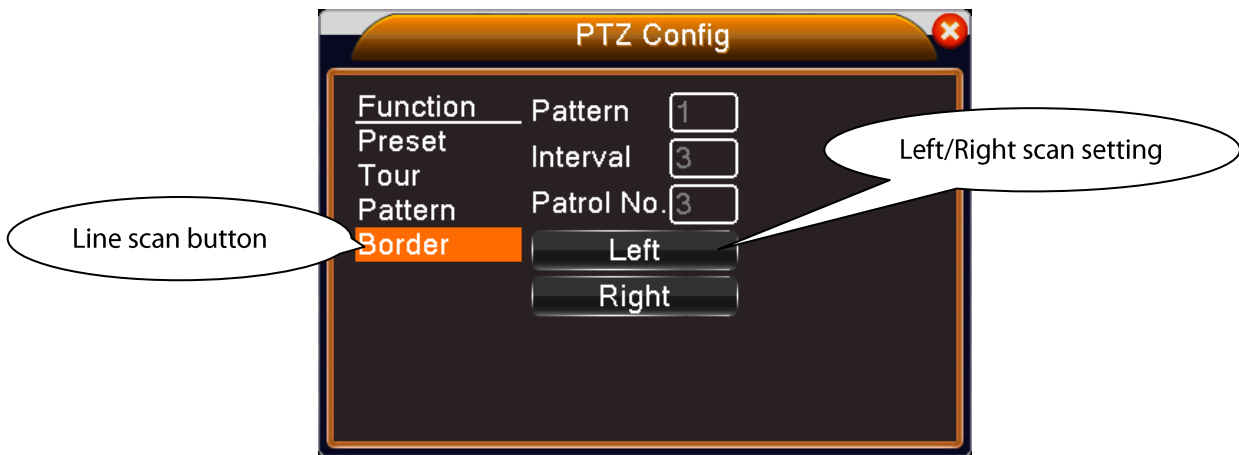 PTZ Config
Function
Preset
Tour
Pattern
Border
Pattern 1
Interval 3
Patrol No. 3
Left
Right
Line scan button
Left/Right scan setting